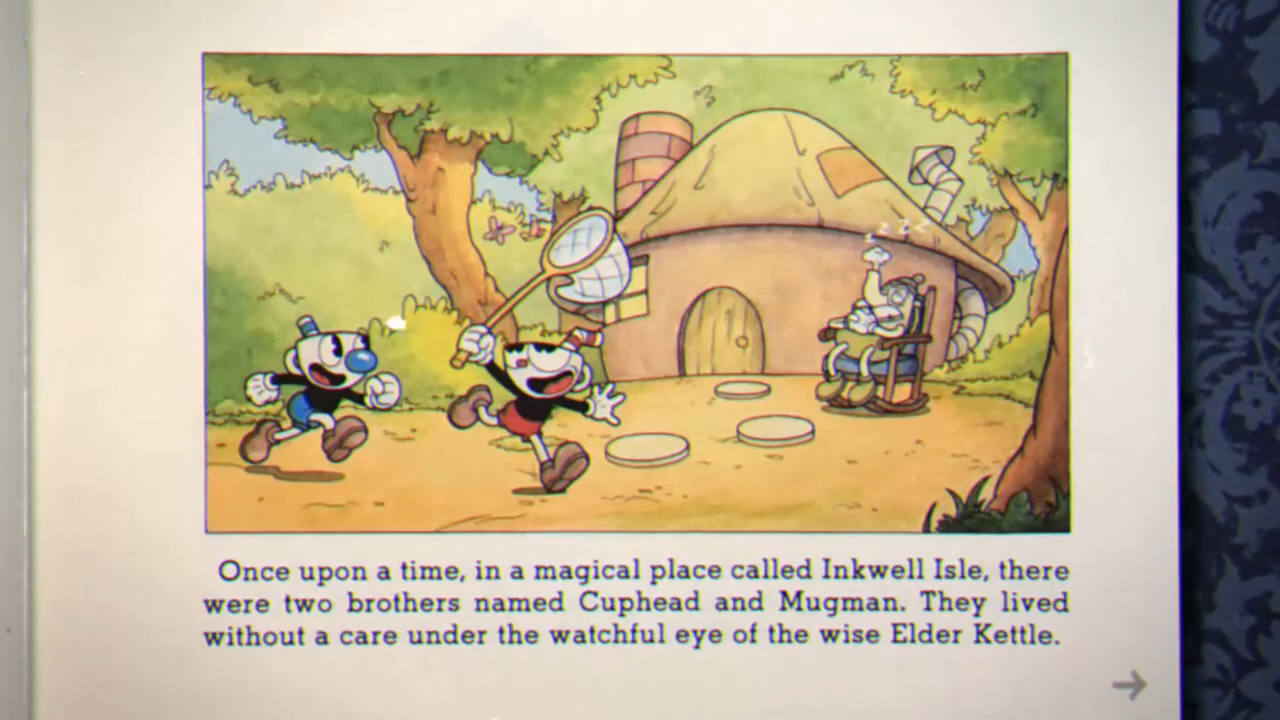 z z z z
Once upon a time, in a magical place called Inkwell Isle, there
were two brothers named Cuphead and Mugman. They lived
without a care under the watchful eye of the wise Elder Kettle.